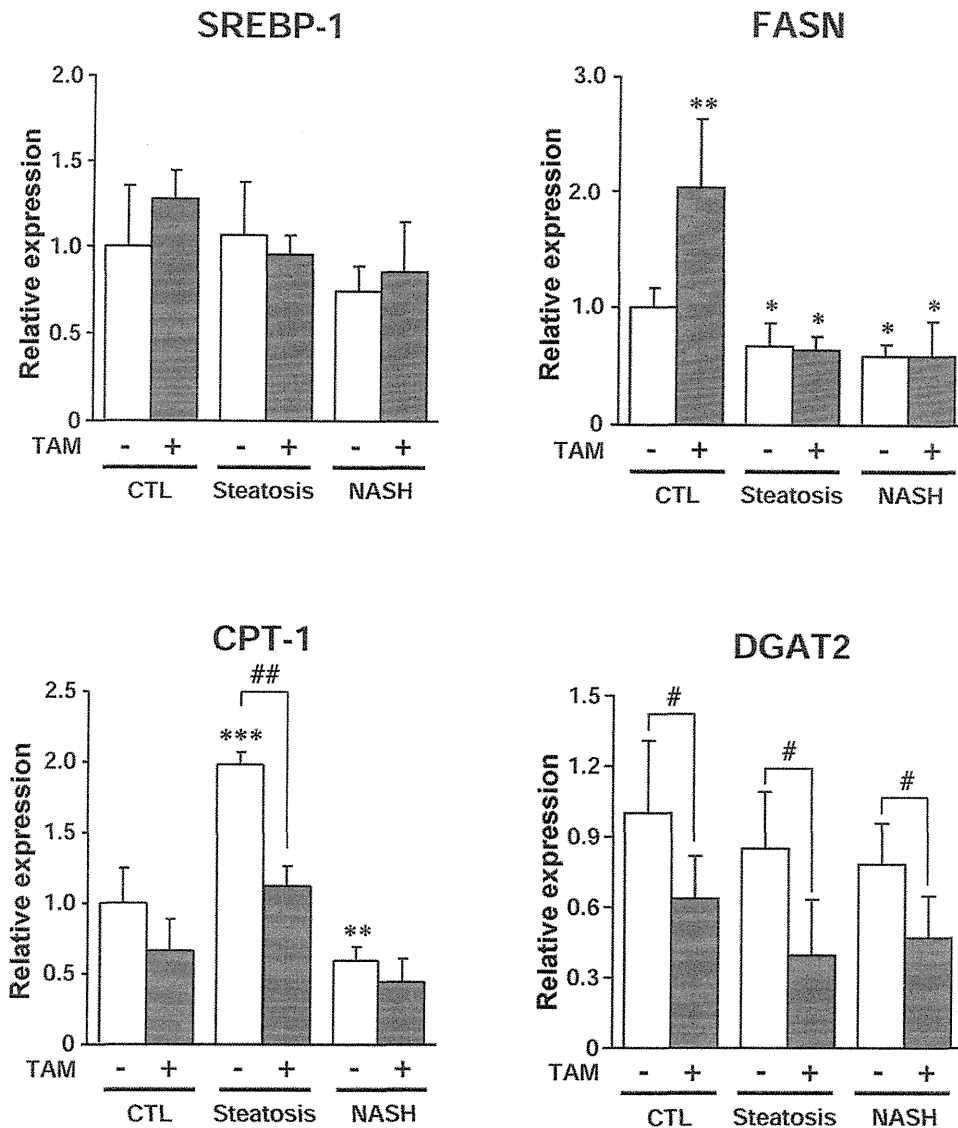 SREBP-1
2.0
1.5
1.0
0.5
0
Relative expression
TAM - + - + - +
CTL Steatosis NASH
FASN
3.0
2.0
1.0
0
Relative expression
**
* * * *
- + - + - +
CTL Steatosis NASH
CPT-1
2.5
2.0
1.5
1.0
0.5
0
Relative expression
##
***
**
TAM - + - + - +
CTL Steatosis NASH
DGAT2
1.5
1.2
0.9
0.6
0.3
0
Relative expression
# # #
TAM - + - + - +
CTL Steatosis NASH